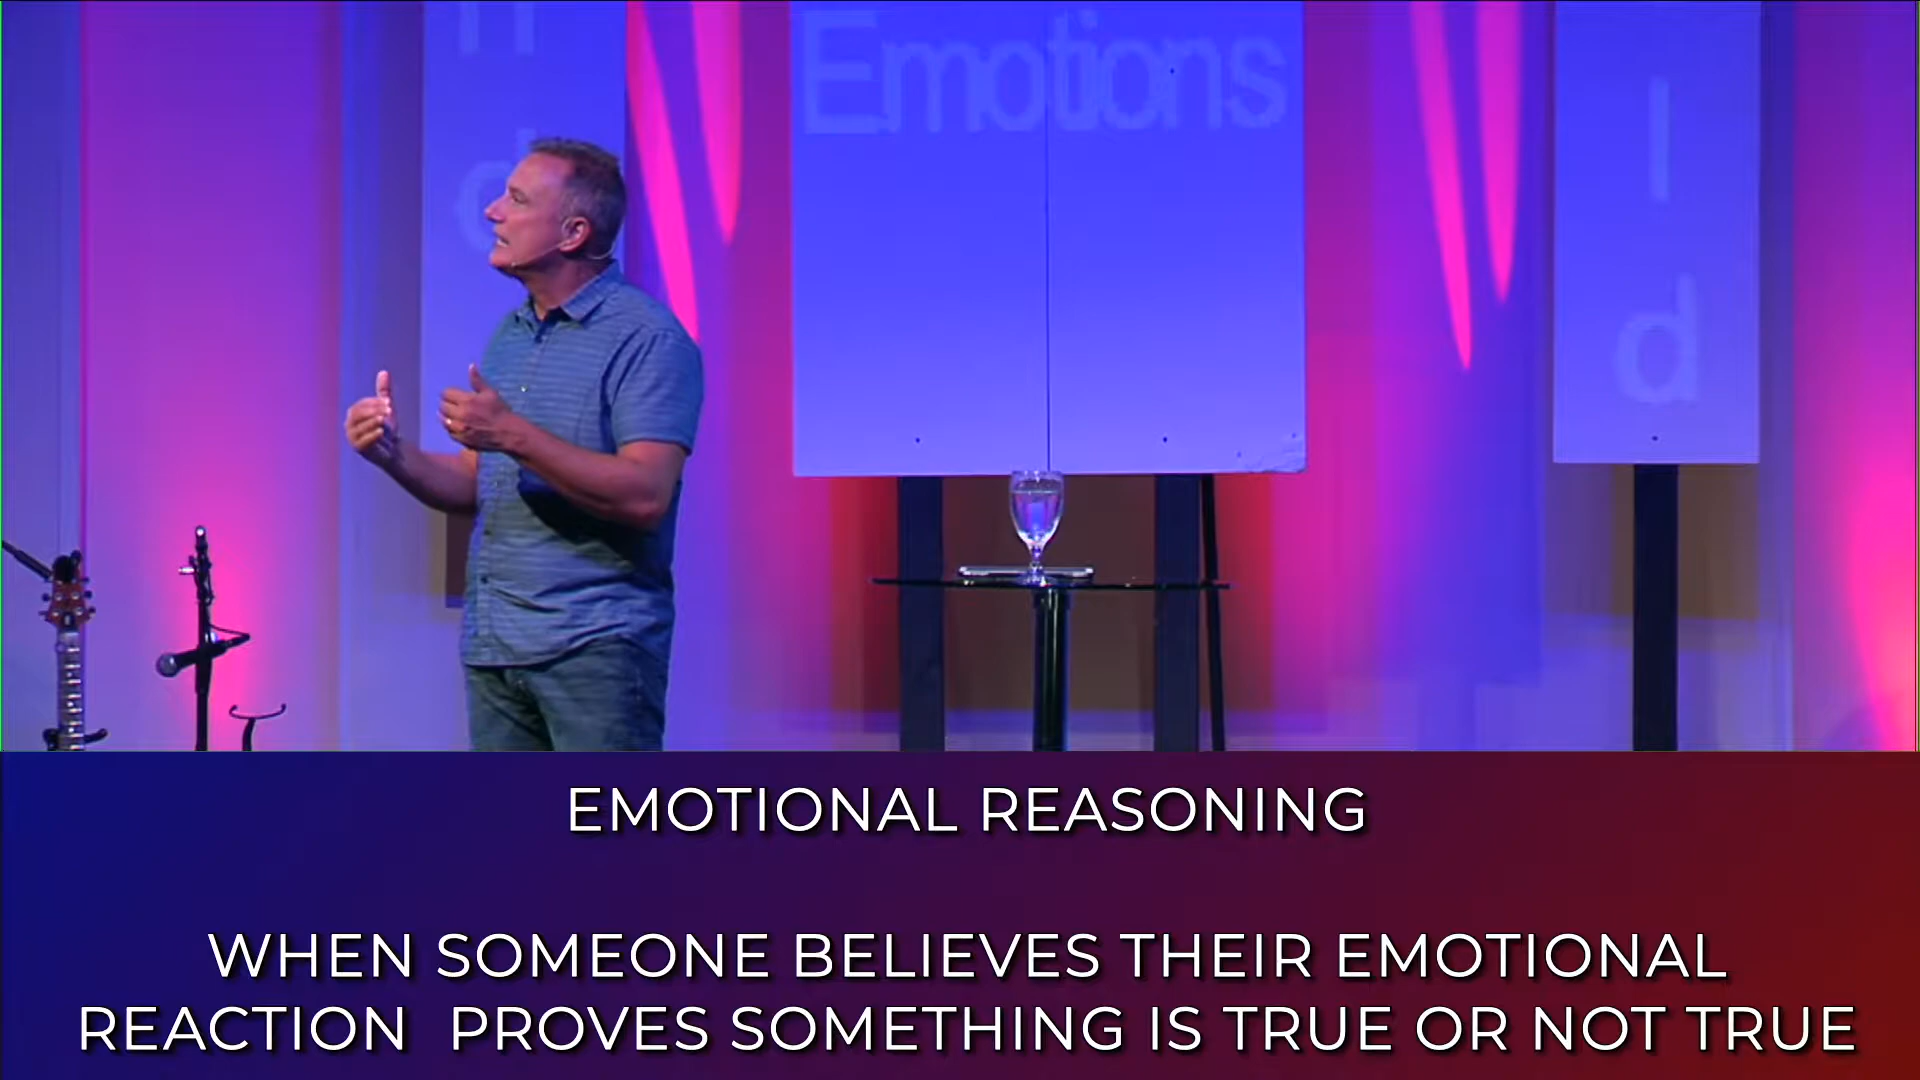 Emotions
l
d
EMOTIONAL REASONING
WHEN SOMEONE BELIEVES THEIR EMOTIONAL
REACTION PROVES SOMETHING IS TRUE OR NOT TRUE